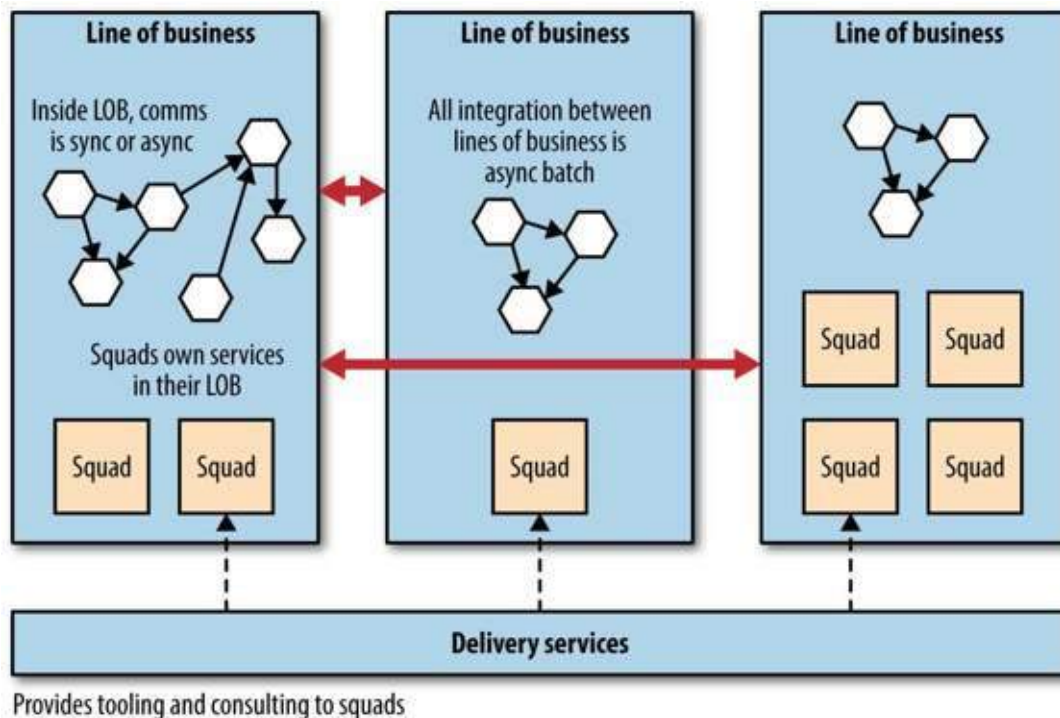 Line of business
Inside LOB, comms
is sync or async
Squads own services
in their LOB
Squad
Squad
Line of business
All integration between
lines of business is
async batch
Squad
Line of business
Squad
Squad
Squad
Squad
Delivery services
Provides tooling and consulting to squads